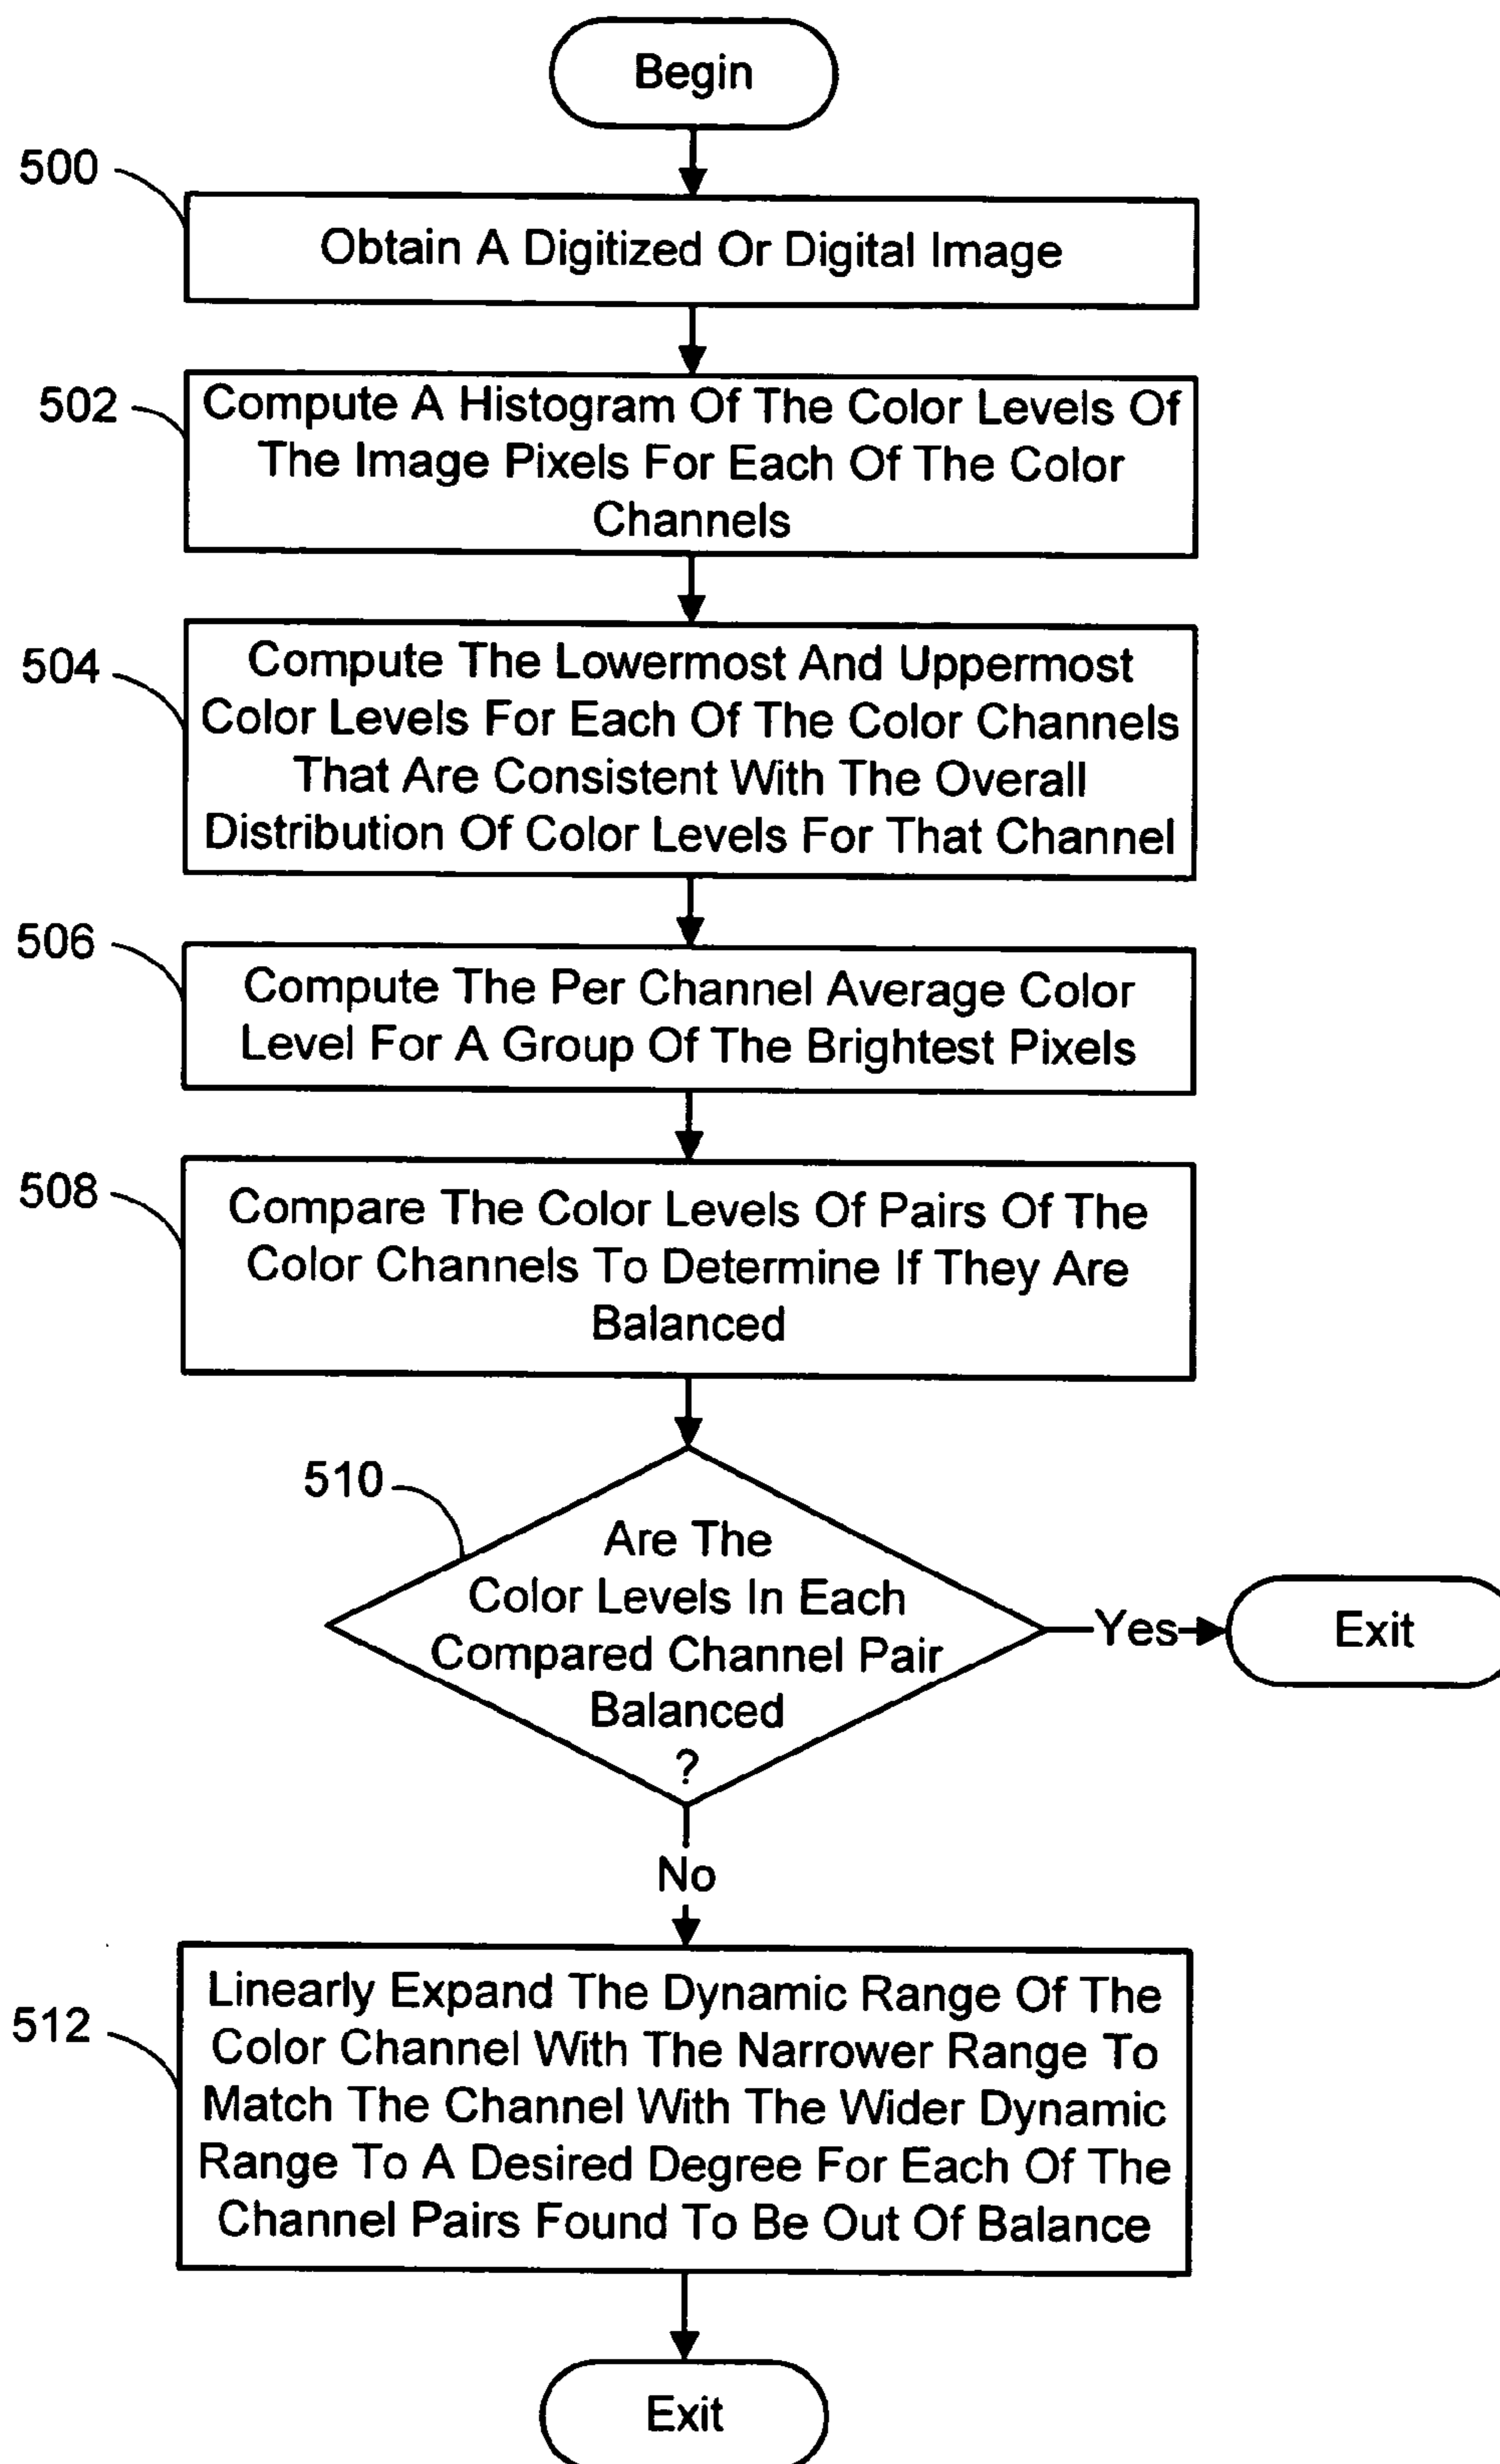 Begin
500
Obtain A Digitized Or Digital Image
502
Compute A Histogram Of The Color Levels Of
The Image Pixels For Each Of The Color
Channels
504
Compute The Lowermost And Uppermost
Color Levels For Each Of The Color Channels
That Are Consistent With The Overall
Distribution Of Color Levels For That Channel
506
Compute The Per Channel Average Color
Level For A Group Of The Brightest Pixels
508
Compare The Color Levels Of Pairs Of The
Color Channels To Determine If They Are
Balanced
510
Are The
Color Levels In Each
Compared Channel Pair
Balanced
?
Yes
Exit
No
512
Linearly Expand The Dynamic Range Of The
Color Channel With The Narrower Range To
Match The Channel With The Wider Dynamic
Range To A Desired Degree For Each Of The
Channel Pairs Found To Be Out Of Balance
Exit